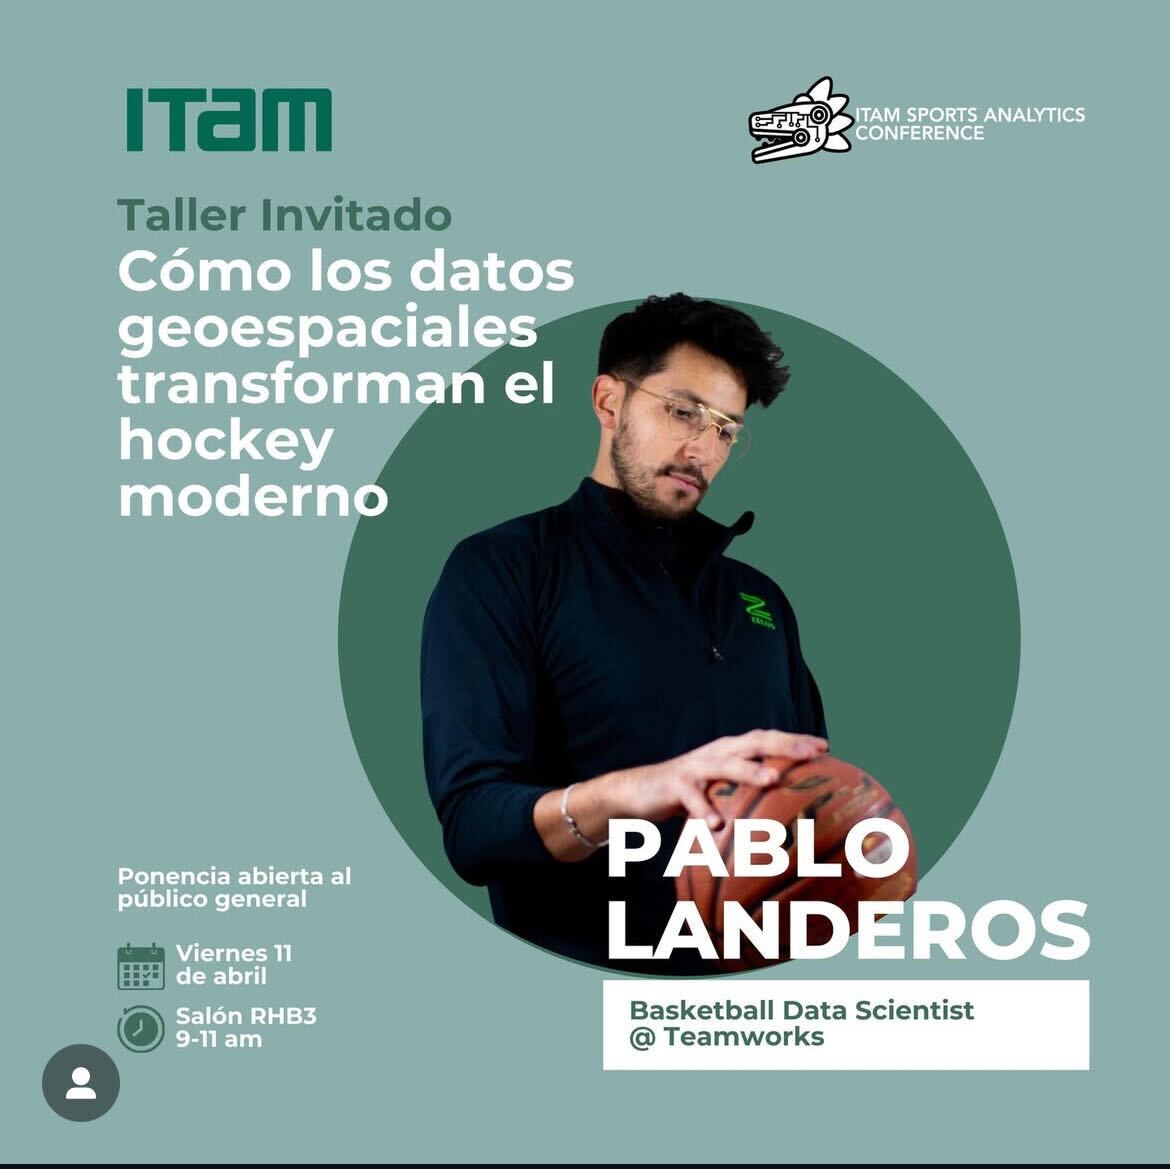 ITAM
ITAM SPORTS ANALYTICS
CONFERENCE
Taller Invitado
Cómo los datos
geoespaciales
transforman el
hockey
moderno
ZELUS
PABLO
LANDEROS
Basketball Data Scientist
@ Teamworks
Ponencia abierta al
público general
Viernes 11
de abril
Salón RHB3
9-11 am